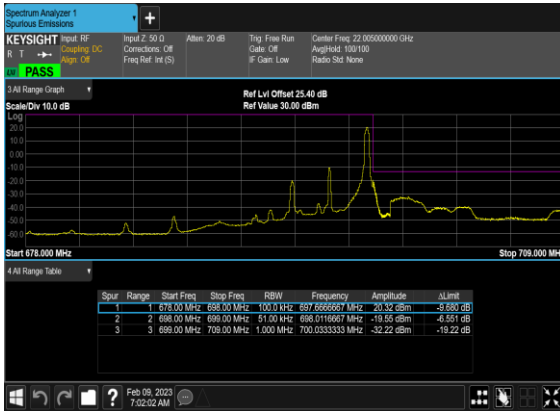 Spectrum Analyzer 1
Spurious Emissions
KEYSIGHT
R T
LXI
PASS
Input: RF
Coupling: DC
Align: Off
Input Z: 50 Ω
Corrections: Off
Freq Ref: Int (S)
Atten: 20 dB
Trig: Free Run
Gate: Off
IF Gain: Low
Center Freq: 22.005000000 GHz
Avg|Hold: 100/100
Radio Std: None
3 All Range Graph
Scale/Div 10.0 dB
Ref Lvl Offset 25.40 dB
Ref Value 30.00 dBm
Log
20.0
10.0
0.00
-10.0
-20.0
-30.0
-40.0
-50.0
-60.0
Start 678.000 MHz
Stop 709.000 MH
4 All Range Table
Spur Range Start Freq Stop Freq RBW Frequency Amplitude ΔLimit
1 1 678.00 MHz 698.00 MHz 100.0 kHz 697.6666667 MHz 20.32 dBm -9.680 dB
2 2 698.00 MHz 699.00 MHz 51.00 kHz 698.0116667 MHz -19.55 dBm -6.551 dB
3 3 699.00 MHz 709.00 MHz 1.000 MHz 700.0333333 MHz -32.22 dBm -19.22 dB
?
Feb 09, 2023
7:02:02 AM